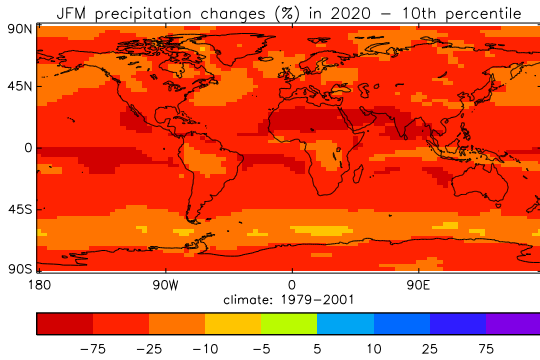 JFM precipitation changes (%) in 2020 - 10th percentile
90N
45N
0
45S
90S
180 90W 0 90E
climate: 1979-2001
-75 -25 -10 -5 5 10 25 75